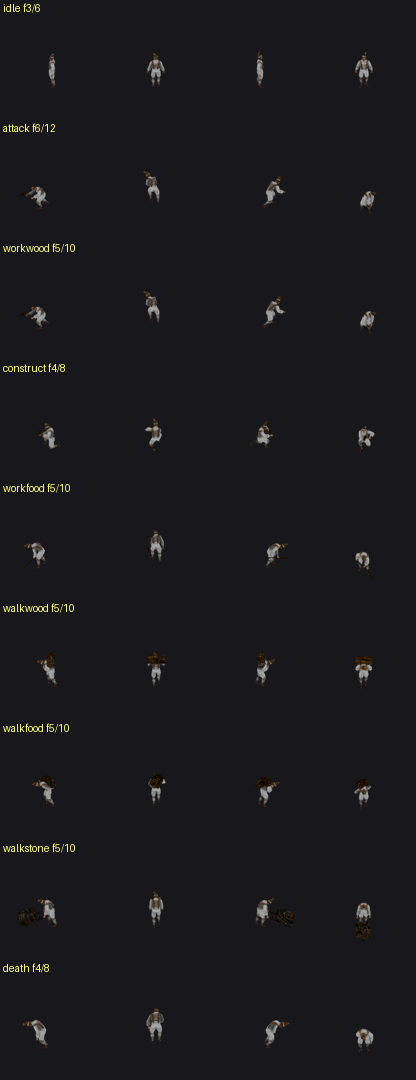 idle f3/6
attack f6/12
workwood f5/10
construct f4/8
workfood f5/10
walkwood f5/10
walkfood f5/10
walkstone f5/10
death f4/8